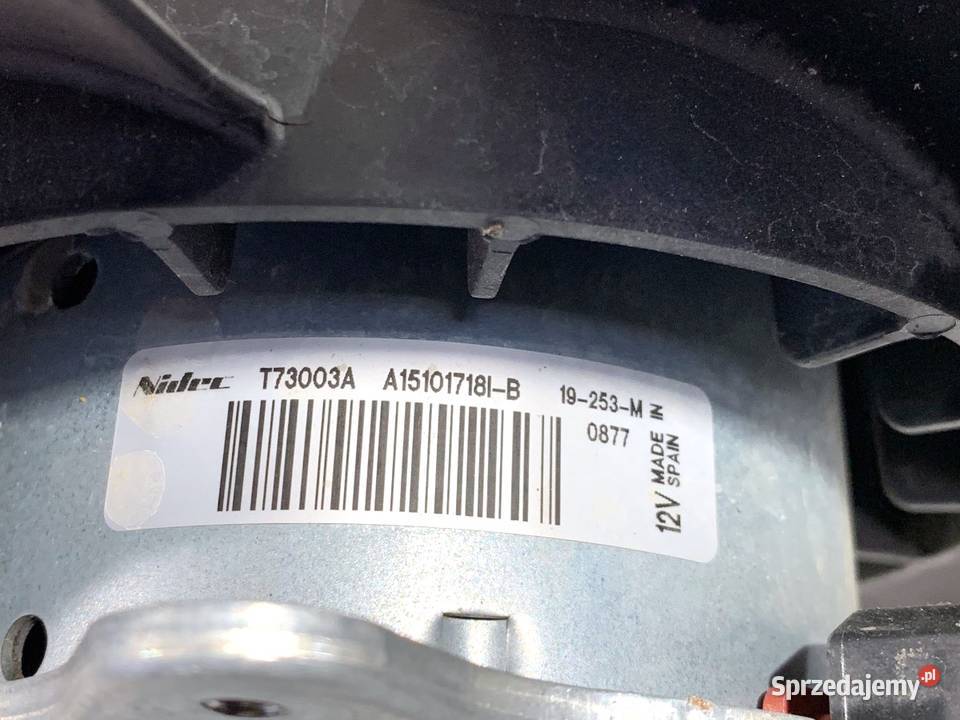 Nidec T73003A A15101718I-B 19-253-M
0877
12V MADE IN
SPAIN
Sprzedajemy.pl